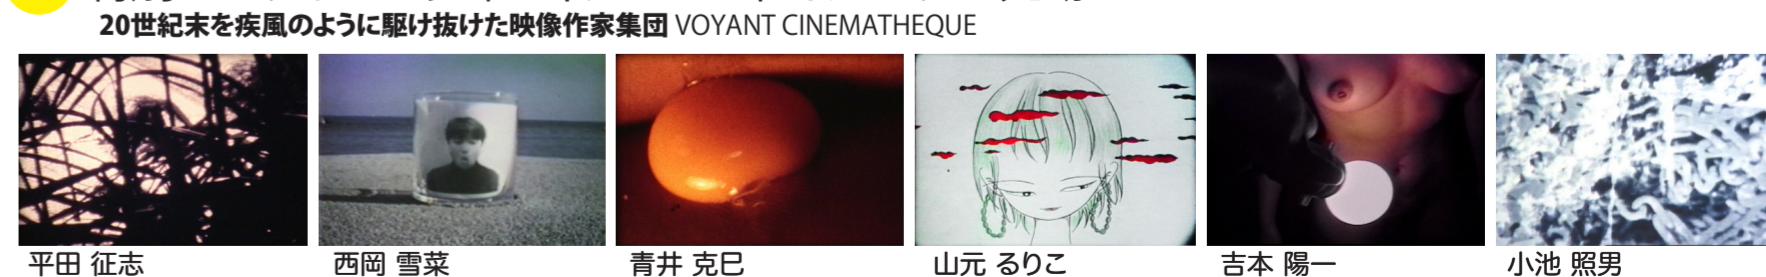 20世紀末を疾風のように駆け抜けた映像作家集団 VOYANT CINEMATHEQUE
平田 征志
西岡 雪菜
青井 克巳
山元 るりこ
吉本 陽一
小池 照男